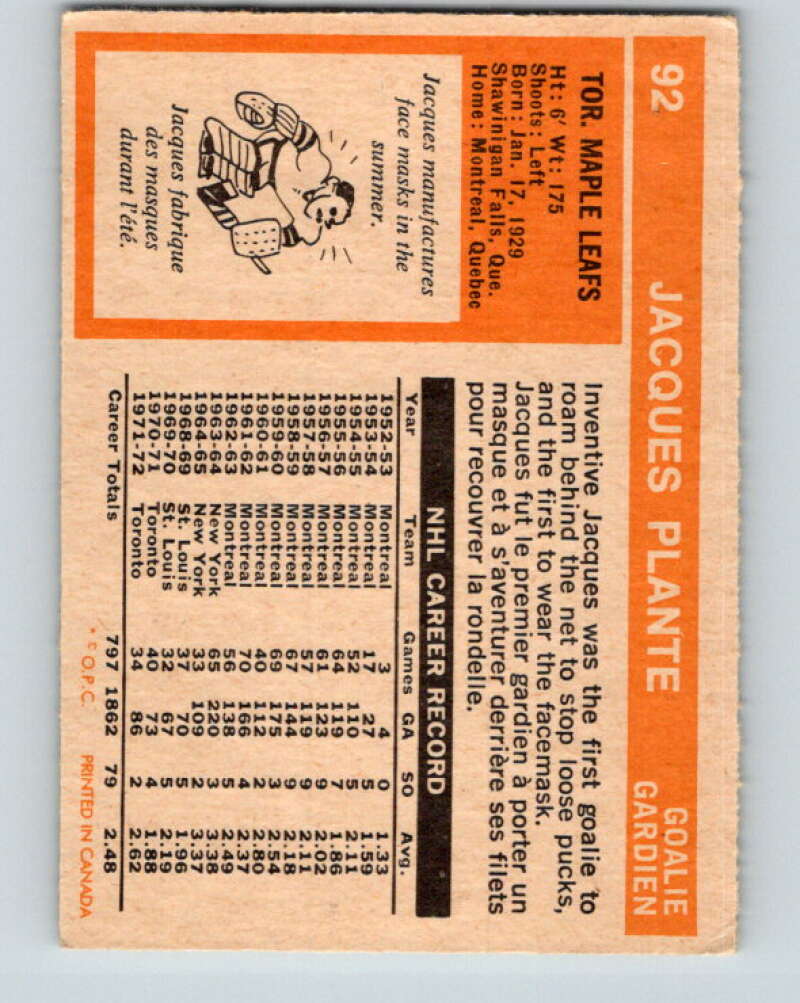 92 JACQUES PLANTE GOALIE
GARDIEN
TOR. MAPLE LEAFS
Ht: 6' Wt: 175
Shoots: Left
Born: Jan. 17, 1929
Shawinigan Falls, Que.
Home: Montreal, Quebec
Jacques manufactures
face masks in the
summer.
Jacques fabrique
des masques
durant l'été.
Inventive Jacques was the first goalie to
roam behind the net to stop loose pucks,
and the first to wear the facemask.
Jacques fut le premier gardien à porter un
masque et à s'aventurer derrière ses filets
pour recouvrer la rondelle.
NHL CAREER RECORD
Year Team Games GA SO Avg.
1952-53 Montreal 3 4 0 1.33
1953-54 Montreal 17 27 5 1.59
1954-55 Montreal 52 110 5 2.11
1955-56 Montreal 64 119 7 1.86
1956-57 Montreal 61 123 9 2.02
1957-58 Montreal 57 119 9 2.11
1958-59 Montreal 67 144 9 2.18
1959-60 Montreal 69 175 3 2.54
1960-61 Montreal 40 112 2 2.80
1961-62 Montreal 70 166 4 2.37
1962-63 Montreal 56 138 5 2.49
1963-64 New York 65 220 3 3.38
1964-65 New York 33 109 2 3.37
1968-69 St. Louis 37 70 5 1.96
1969-70 St. Louis 32 67 5 2.19
1970-71 Toronto 40 73 4 1.88
1971-72 Toronto 34 86 2 2.62
Career Totals 797 1862 79 2.48
* © O.P.C. PRINTED IN CANADA